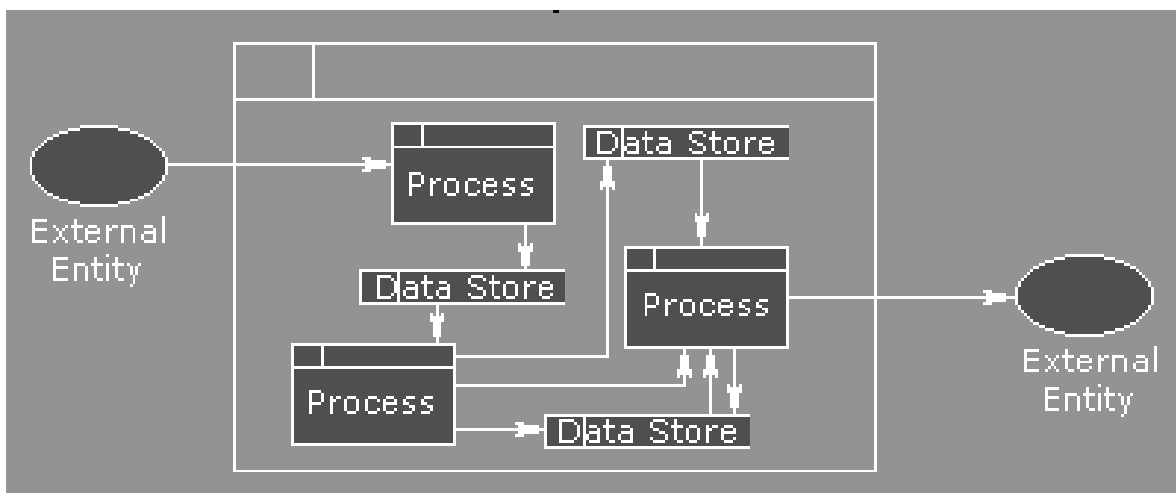 Data Store
Process
External
Entity
Data Store
Process
Process
Data Store
External
Entity